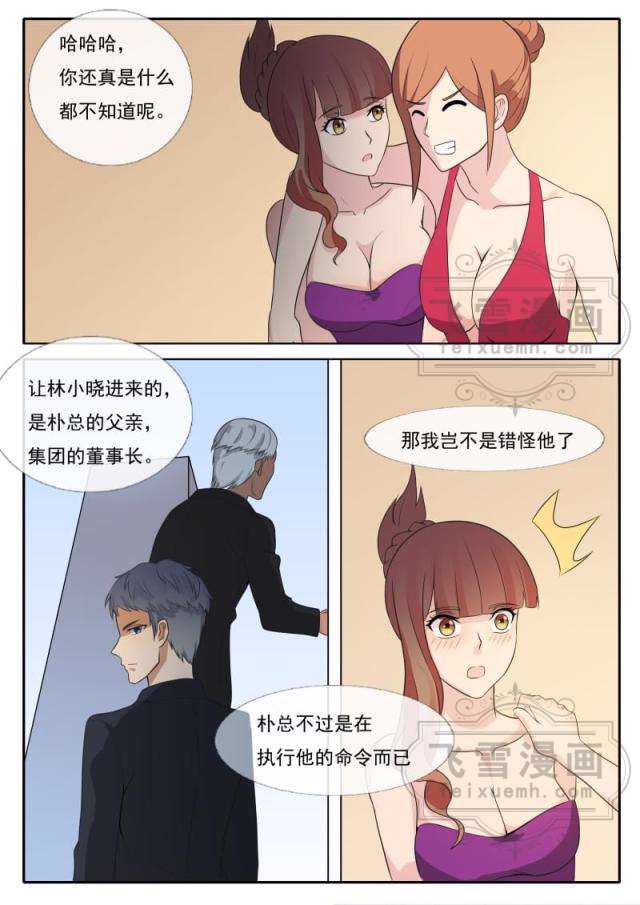 哈哈哈，
你还真是什么
都不知道呢。
飞雪漫画
feixuemh.com
让林小晓进来的，
是朴总的父亲，
集团的董事长。
那我岂不是错怪他了
朴总不过是在
执行他的命令而已
飞雪漫画
feixuemh.com